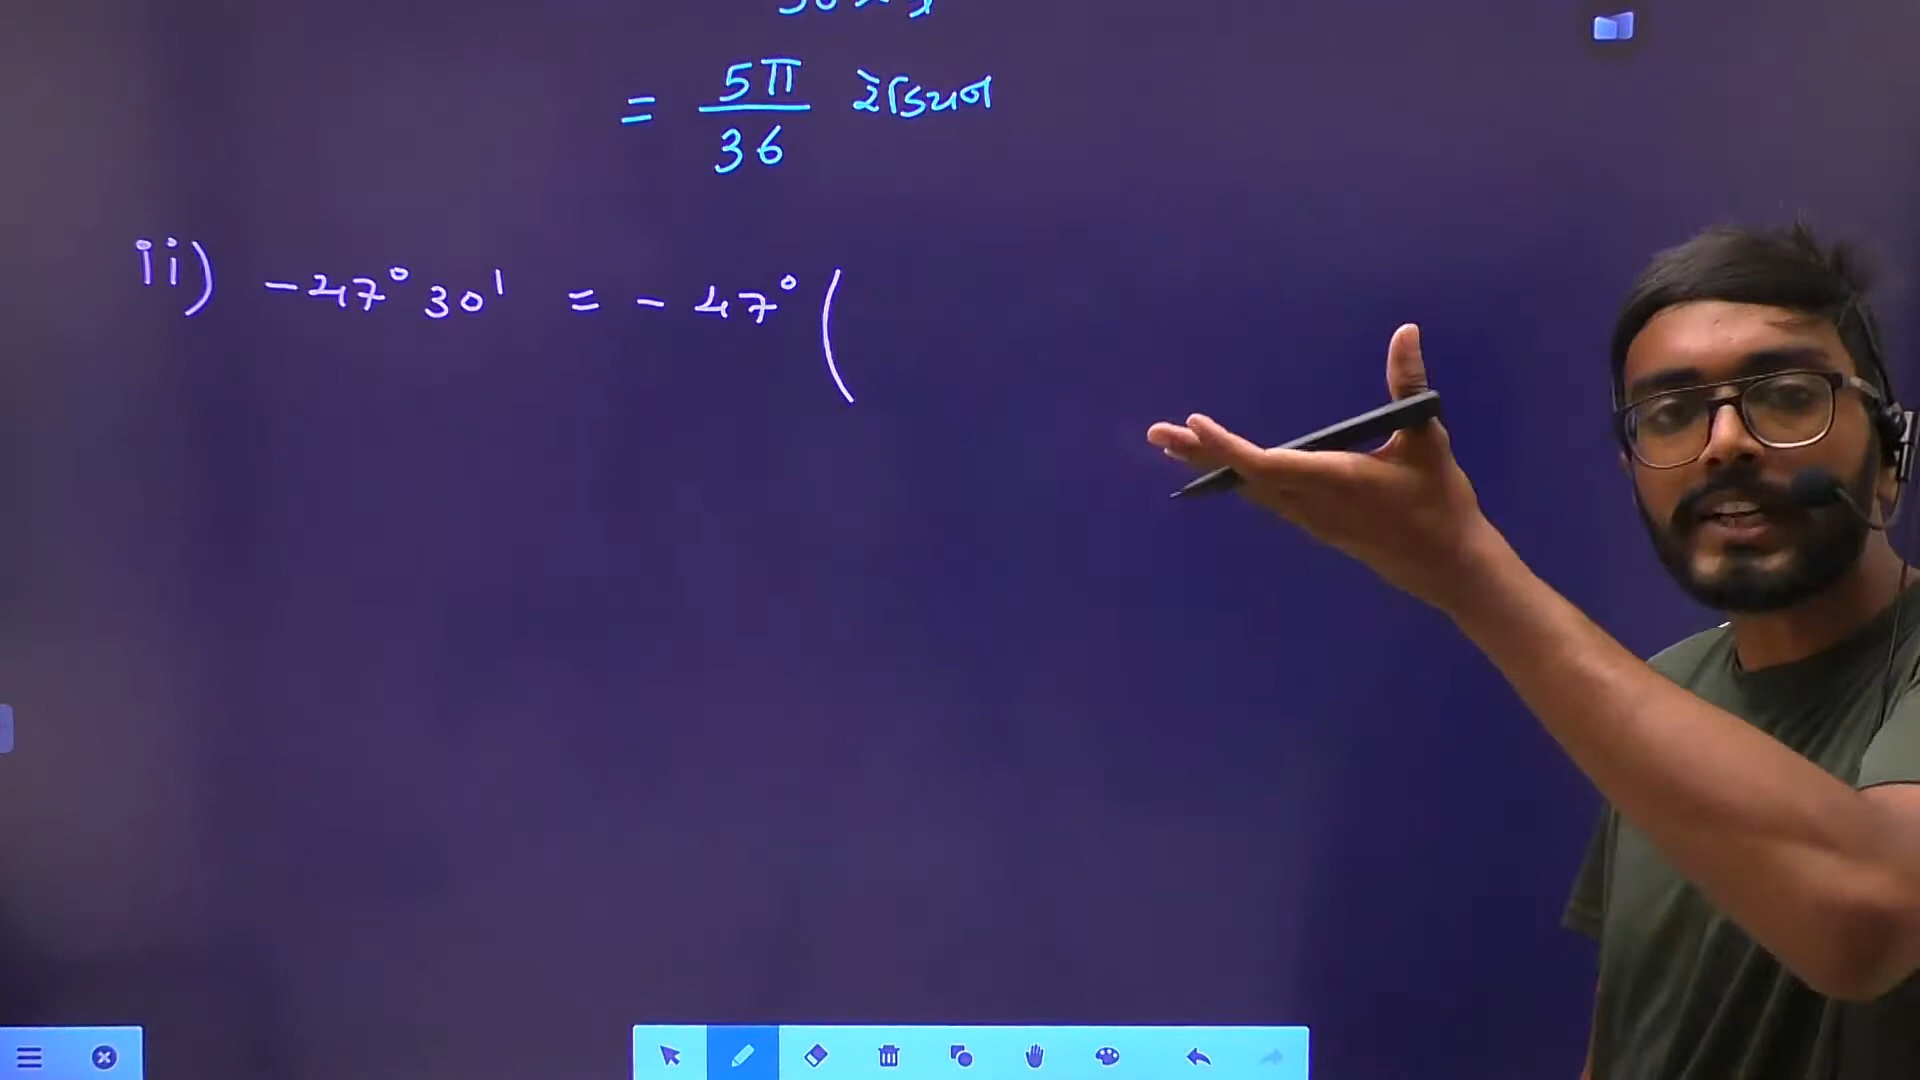 = 5π/36 રેડિયન
ii) -47° 30' = - 47° (